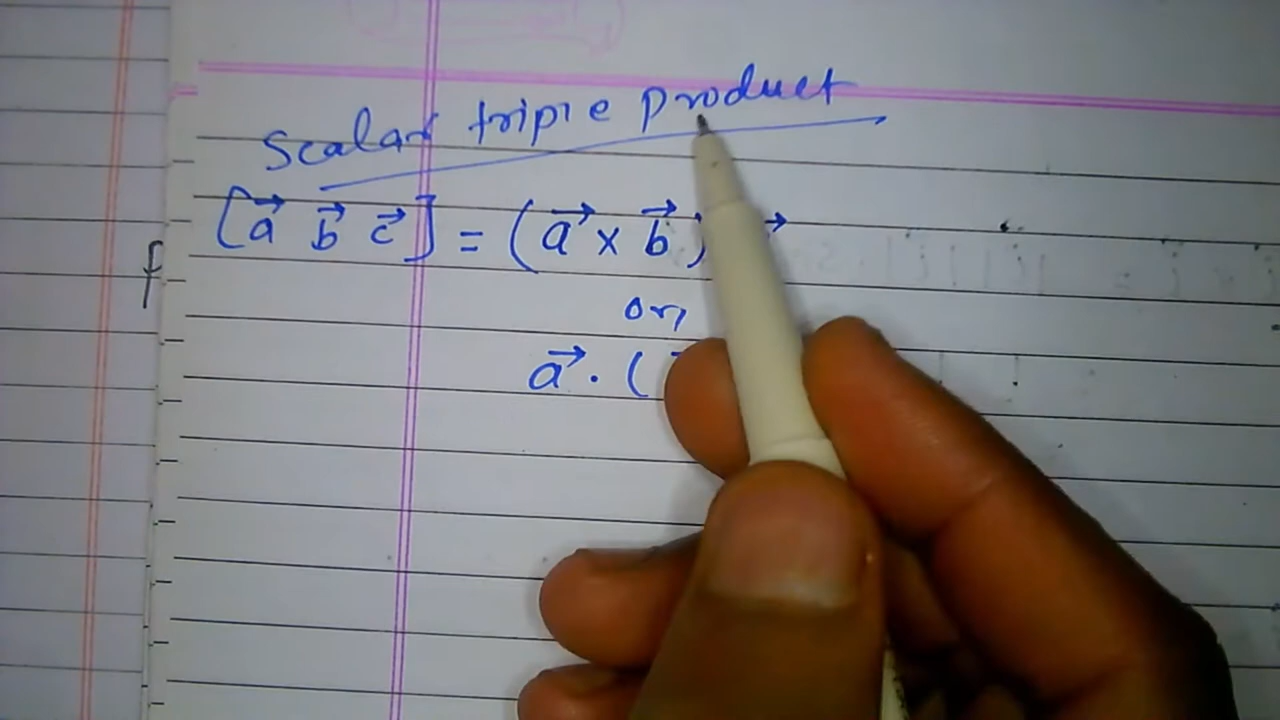 Scalar triple product
[a⃗ b⃗ c⃗] = (a⃗ × b⃗)
or
a⃗ . (
f